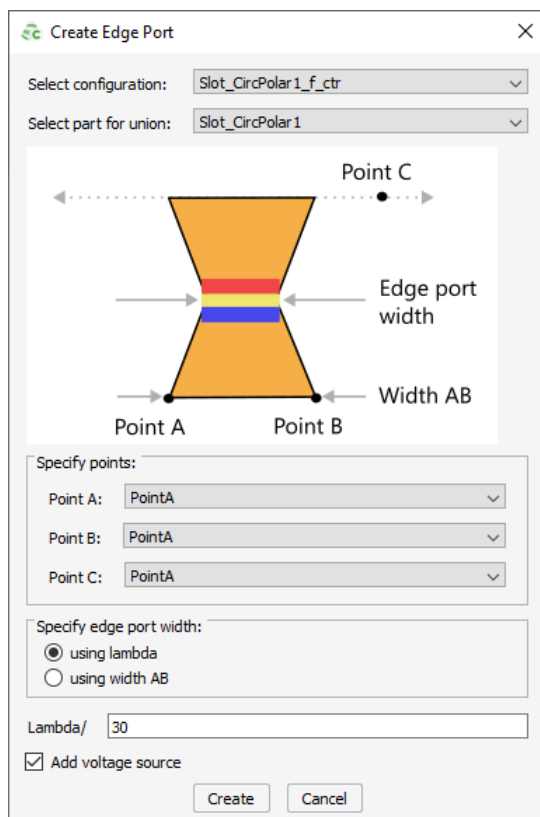 Create Edge Port
Select configuration: Slot_CircPolar1_f_ctr
Select part for union: Slot_CircPolar1
Point C
Edge port
width
Width AB
Point A Point B
Specify points:
Point A: PointA
Point B: PointA
Point C: PointA
Specify edge port width:
using lambda
using width AB
Lambda/ 30
Add voltage source
Create Cancel